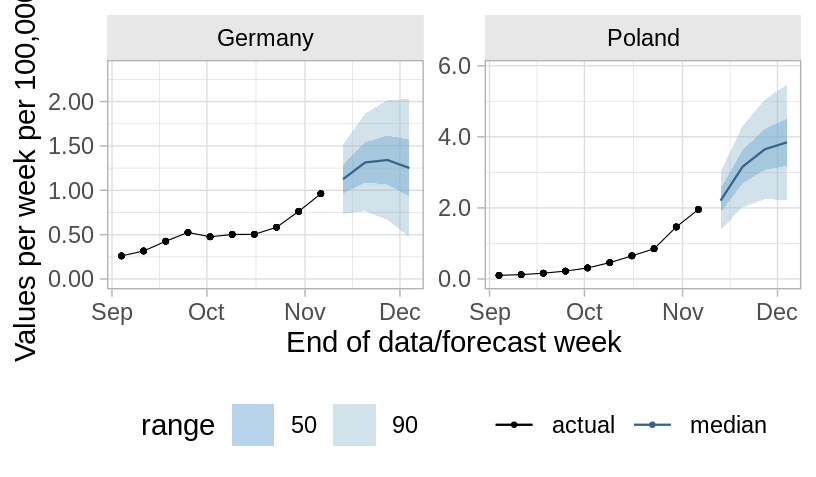 Germany
Poland
Values per week per 100,000
2.00
1.50
1.00
0.50
0.00
6.0
4.0
2.0
0.0
Sep Oct Nov Dec
Sep Oct Nov Dec
End of data/forecast week
range 50 90 actual median